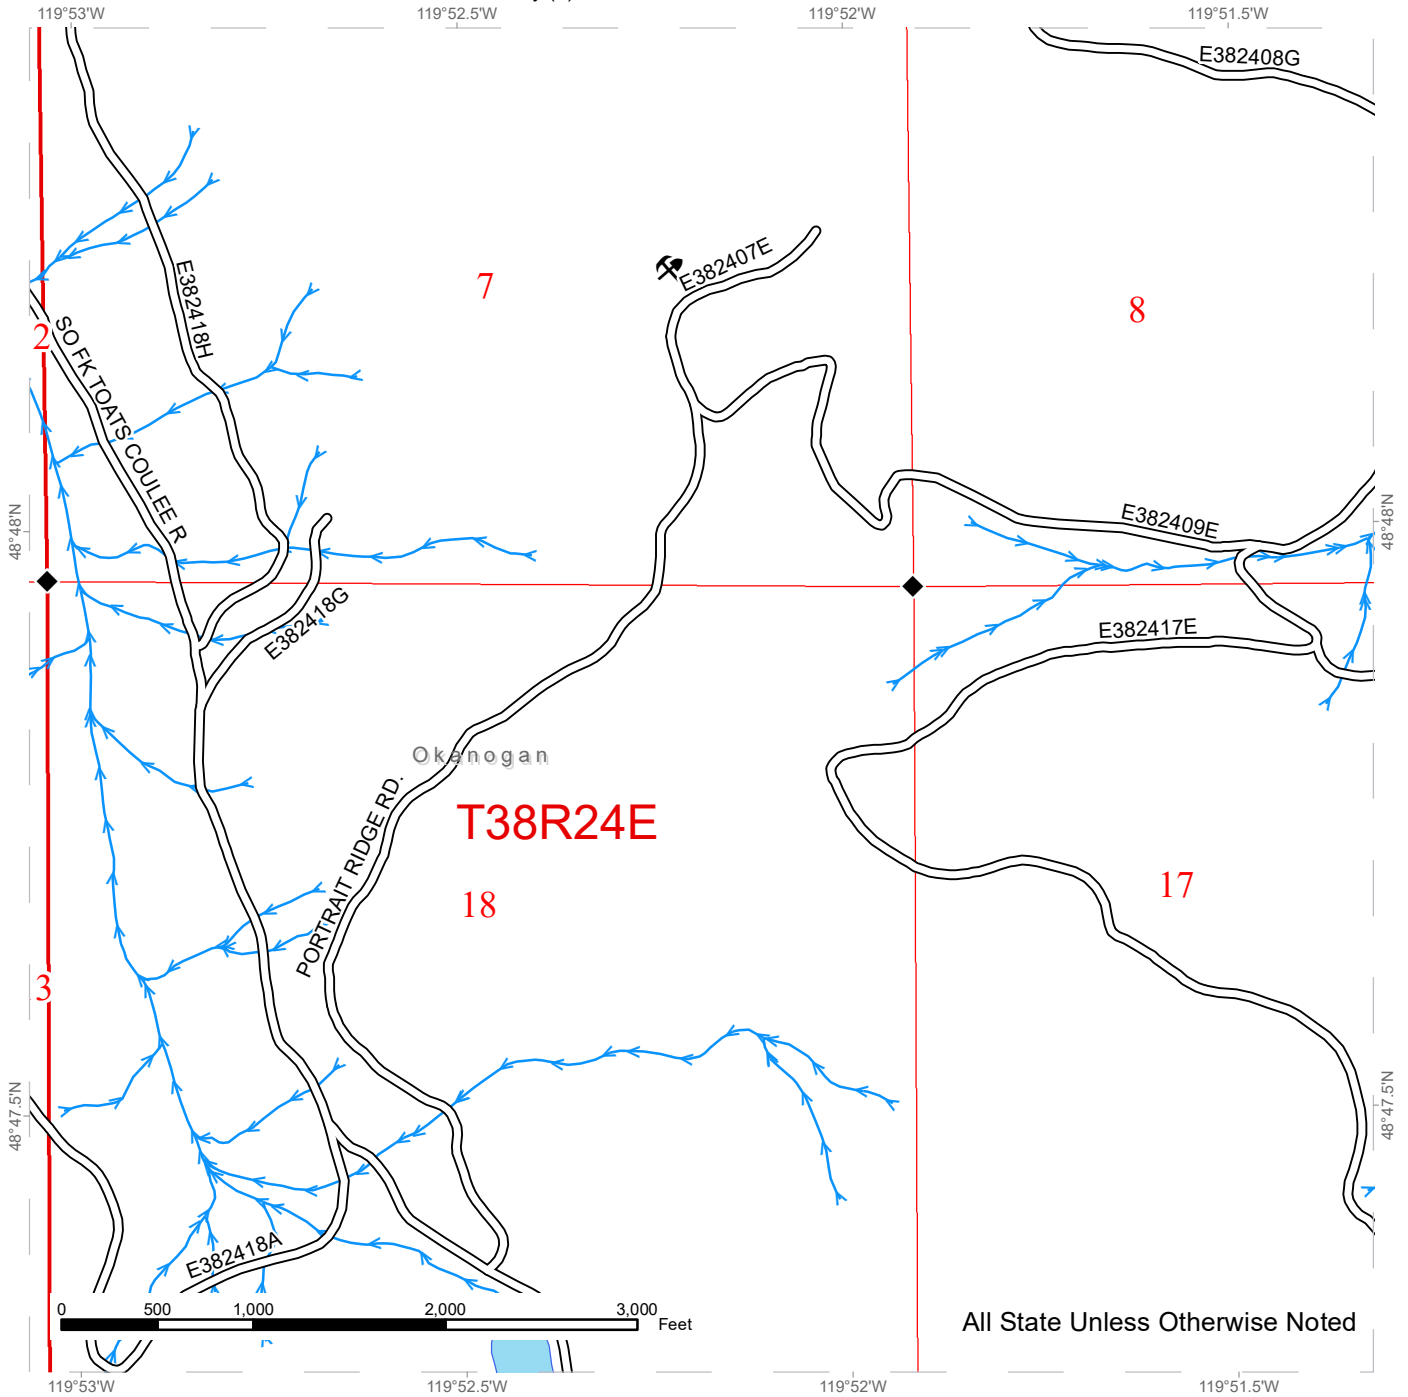 119°53'W
119°52.5'W
119°52'W
119°51.5'W
E382408G
E382407E
7
8
E382418H
2
SO FK TOATS COULEE R
48°48'N
48°48'N
E382409E
E382418G
E382417E
Okanogan
PORTRAIT RIDGE RD.
T38R24E
18
17
3
48°47.5'N
48°47.5'N
E382418A
0 500 1,000 2,000 3,000
Feet
All State Unless Otherwise Noted
119°53'W
119°52.5'W
119°52'W
119°51.5'W